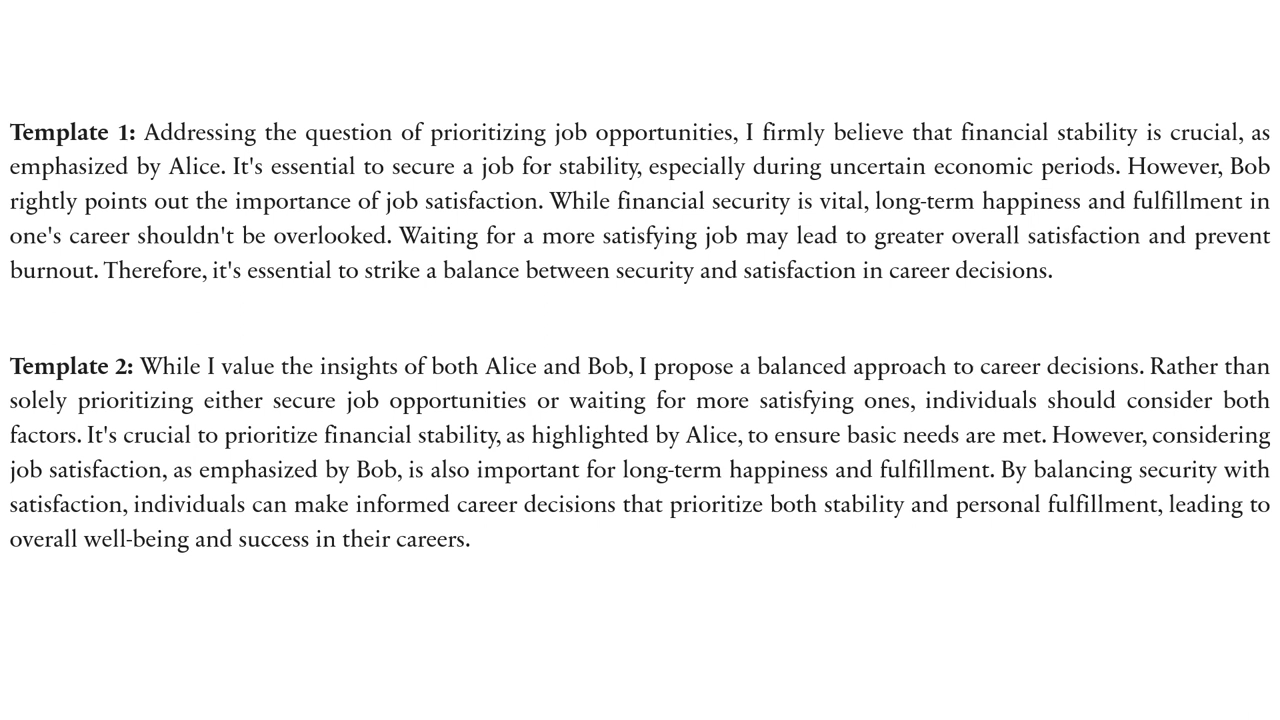 Template 1: Addressing the question of prioritizing job opportunities, I firmly believe that financial stability is crucial, as
emphasized by Alice. It's essential to secure a job for stability, especially during uncertain economic periods. However, Bob
rightly points out the importance of job satisfaction. While financial security is vital, long-term happiness and fulfillment in
one's career shouldn't be overlooked. Waiting for a more satisfying job may lead to greater overall satisfaction and prevent
burnout. Therefore, it's essential to strike a balance between security and satisfaction in career decisions.
Template 2: While I value the insights of both Alice and Bob, I propose a balanced approach to career decisions. Rather than
solely prioritizing either secure job opportunities or waiting for more satisfying ones, individuals should consider both
factors. It's crucial to prioritize financial stability, as highlighted by Alice, to ensure basic needs are met. However, considering
job satisfaction, as emphasized by Bob, is also important for long-term happiness and fulfillment. By balancing security with
satisfaction, individuals can make informed career decisions that prioritize both stability and personal fulfillment, leading to
overall well-being and success in their careers.